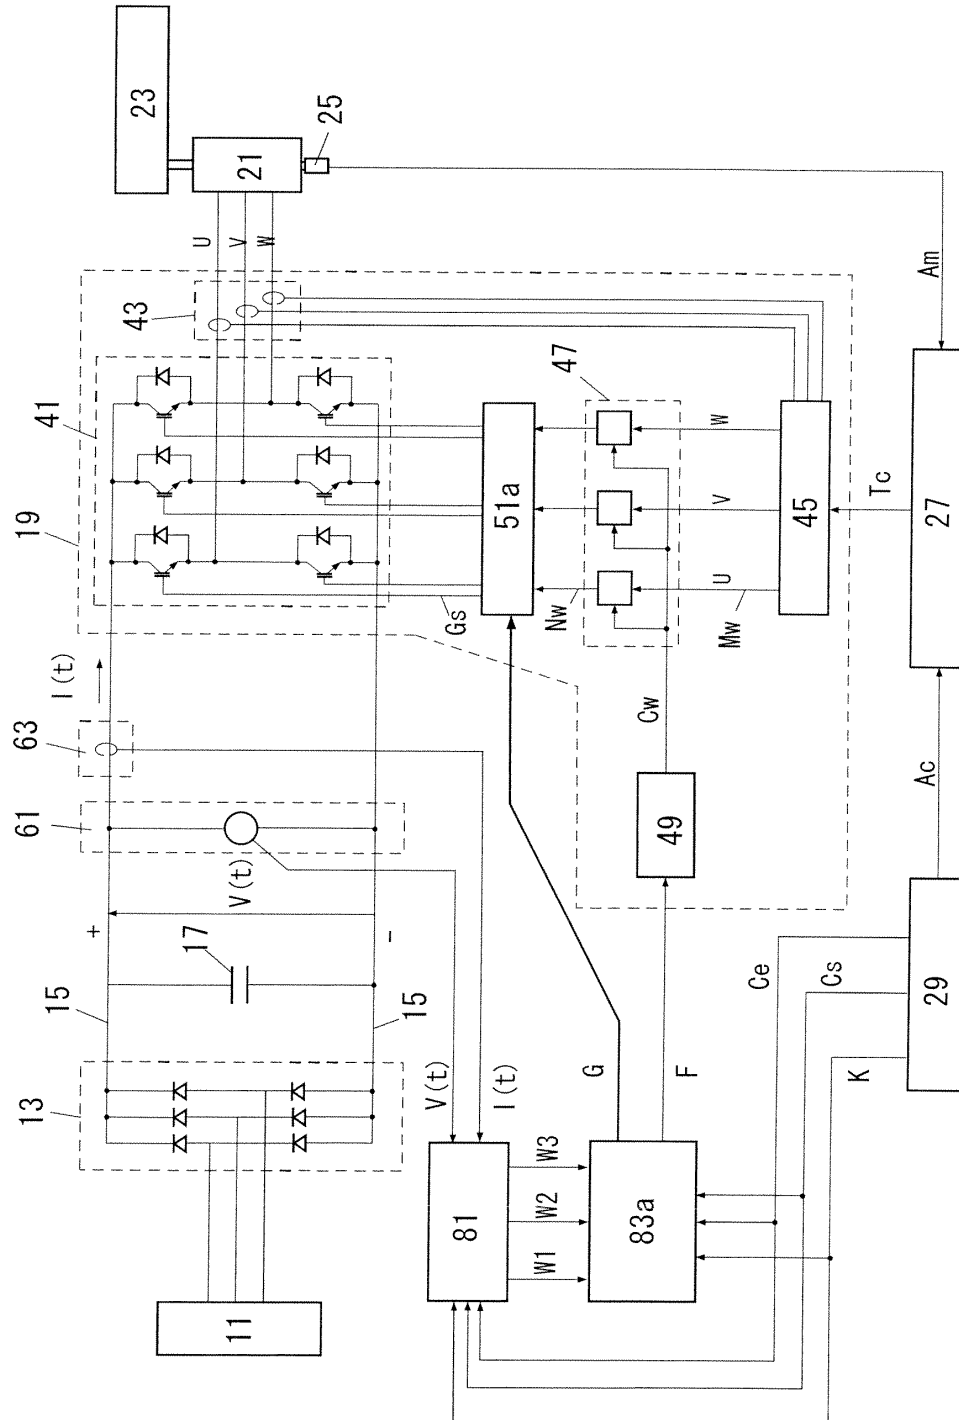 23
25
21
U
V
W
43
Am
41
47
19
51a
W
V
U
45
Tc
27
Gs
Nw
Mw
I(t)
63
Cw
Ac
61
49
V(t)
+
-
17
15
15
Ce
Cs
29
K
13
V(t)
I(t)
G
F
81
W3
W2
W1
83a
11